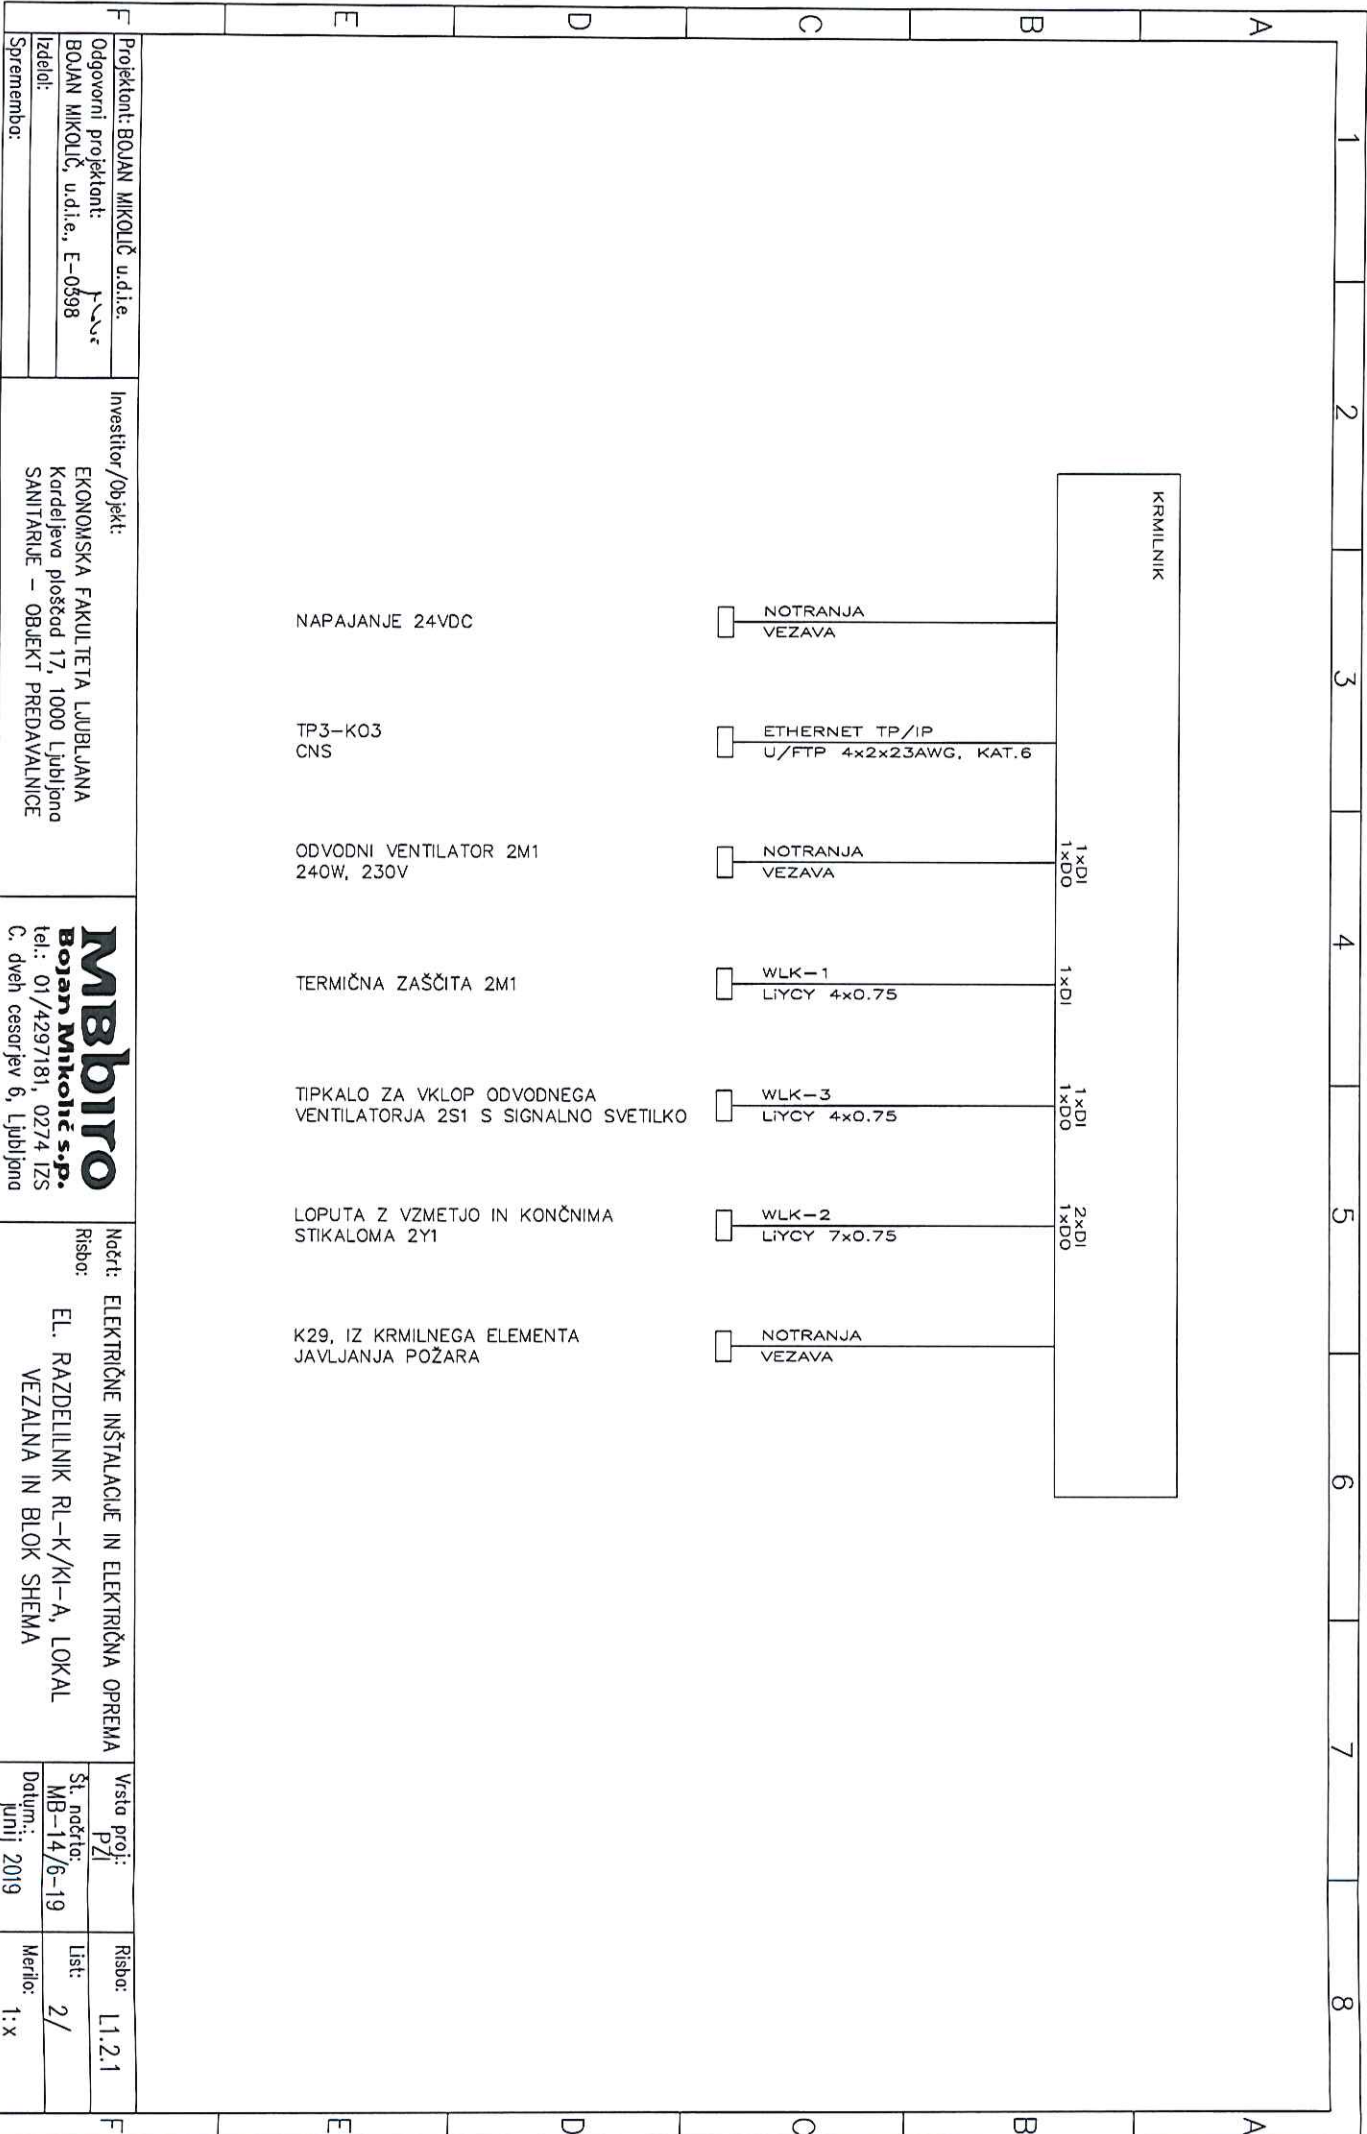 A
B
C
D
E
F
1
2
3
4
5
6
7
8
KRMILNIK
NOTRANJA
VEZAVA
NAPAJANJE 24VDC
ETHERNET TP/IP
U/FTP 4x2x23AWG, KAT.6
TP3-K03
CNS
1xDI
1xDO
NOTRANJA
VEZAVA
ODVODNI VENTILATOR 2M1
240W, 230V
1xDI
WLK-1
LiYCY 4x0.75
TERMIČNA ZAŠČITA 2M1
1xDI
1xDO
WLK-3
LiYCY 4x0.75
TIPKALO ZA VKLOP ODVODNEGA
VENTILATORJA 2S1 S SIGNALNO SVETILKO
2xDI
1xDO
WLK-2
LiYCY 7x0.75
LOPUTA Z VZMETJO IN KONČNIMA
STIKALOMA 2Y1
NOTRANJA
VEZAVA
K29, IZ KRMILNEGA ELEMENTA
JAVLJANJA POŽARA
A
B
C
D
E
F
Projektant: BOJAN MIKOLIČ u.d.i.e.
Odgovorni projektant:
BOJAN MIKOLIČ, u.d.i.e., E-0598
Izdelal:
Sprememba:
Investitor/Objekt:
EKONOMSKA FAKULTETA LJUBLJANA
Kardeljeva ploščad 17, 1000 Ljubljana
SANITARIJE - OBJEKT PREDAVALNICE
MBbiro
Bojan Mikolič s.p.
tel.: 01/4297181, 0274 IZS
C. dveh cesarjev 6, Ljubljana
Načrt: ELEKTRIČNE INŠTALACIJE IN ELEKTRIČNA OPREMA
Risba:
EL. RAZDELILNIK RL-K/KI-A, LOKAL
VEZALNA IN BLOK SHEMA
Vrsta proj.:
PZI
Št. načrta:
MB-14/6-19
Datum.:
junij 2019
Risba: L1.2.1
List: 2/
Merilo: 1:x